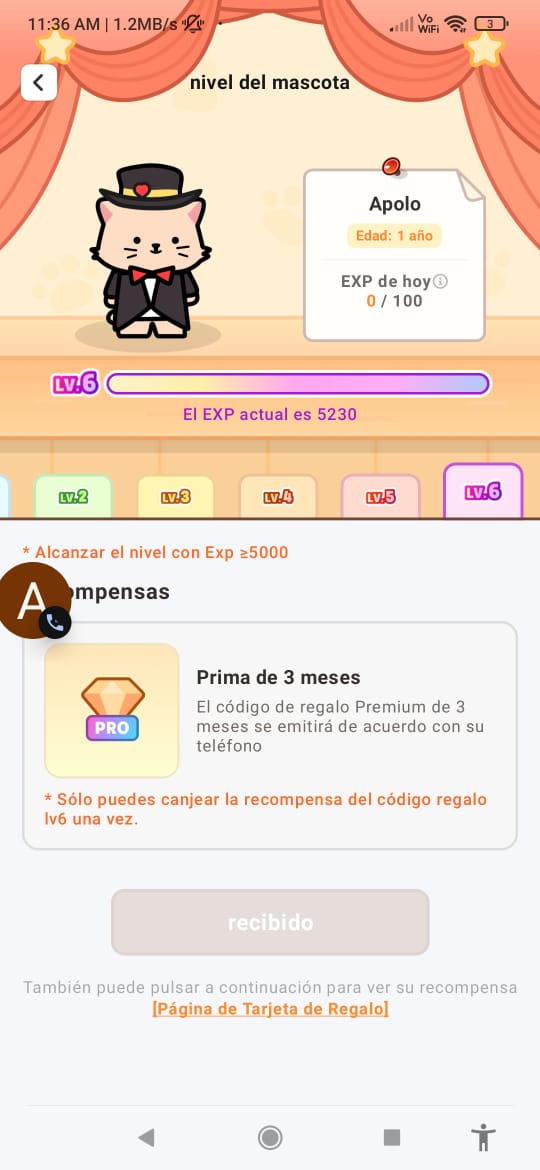 11:36 AM | 1.2MB/s
Vo
WiFi
3
nivel del mascota
Apolo
Edad: 1 año
EXP de hoy
0 / 100
LV.6
El EXP actual es 5230
LV.2
LV.3
LV.4
LV.5
LV.6
* Alcanzar el nivel con Exp ≥5000
A
ompensas
PRO
Prima de 3 meses
El código de regalo Premium de 3
meses se emitirá de acuerdo con su
teléfono
* Sólo puedes canjear la recompensa del código regalo
lv6 una vez.
recibido
También puede pulsar a continuación para ver su recompensa
[Página de Tarjeta de Regalo]